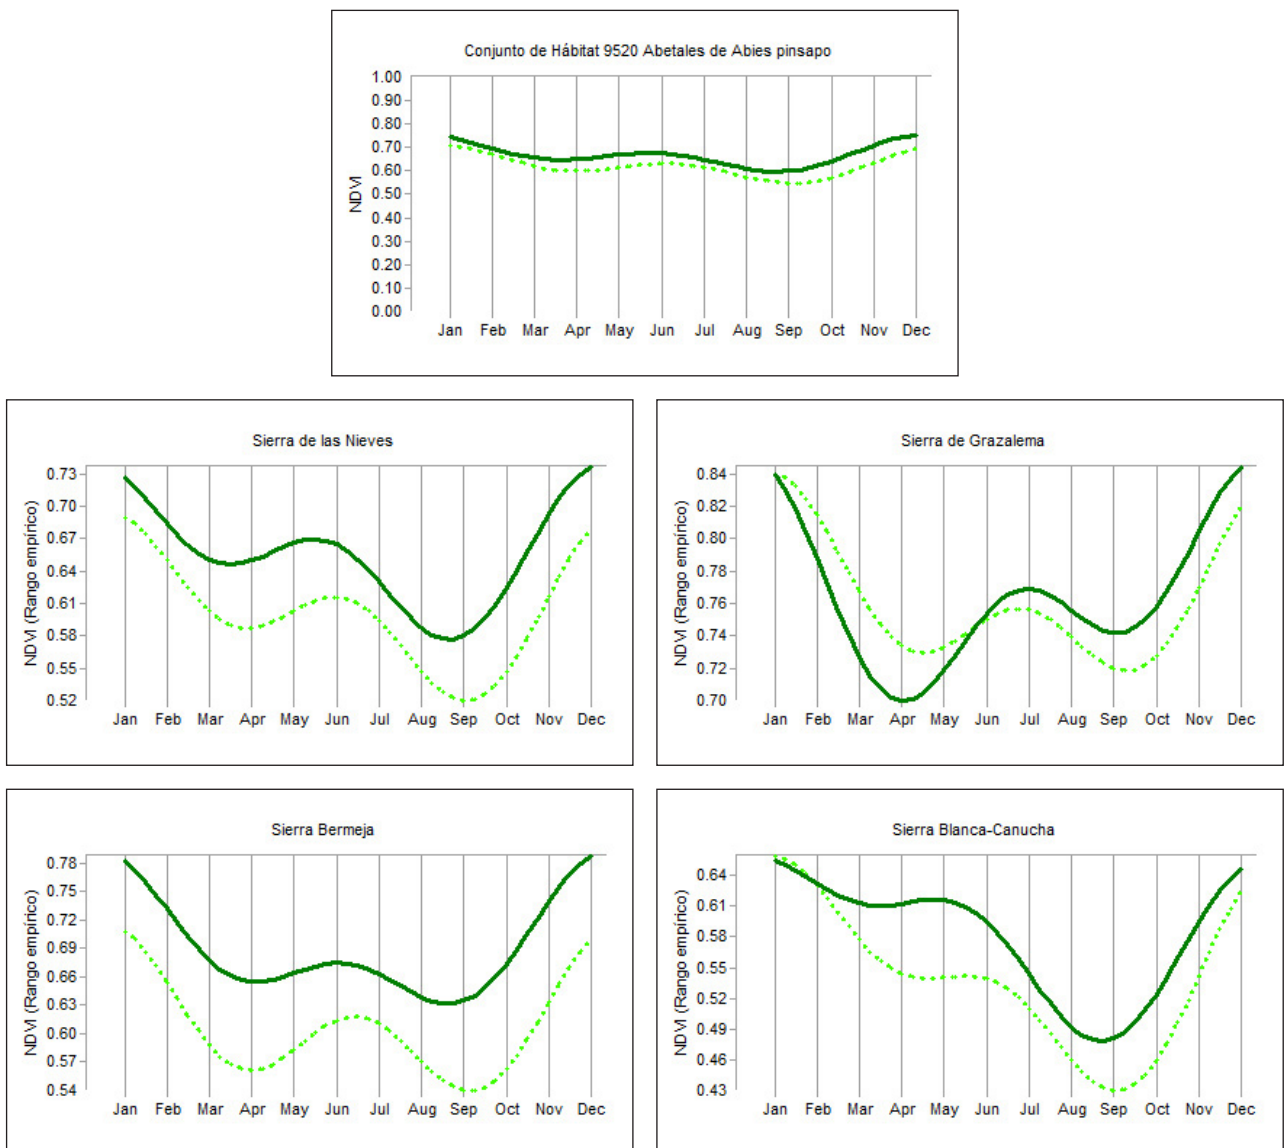 Conjunto de Hábitat 9520 Abetales de Abies pinsapo
NDVI
1.00
0.90
0.80
0.70
0.60
0.50
0.40
0.30
0.20
0.10
0.00
Jan Feb Mar Apr May Jun Jul Aug Sep Oct Nov Dec
Sierra de las Nieves
NDVI (Rango empírico)
0.73
0.70
0.67
0.64
0.61
0.58
0.55
0.52
Jan Feb Mar Apr May Jun Jul Aug Sep Oct Nov Dec
Sierra de Grazalema
NDVI (Rango empírico)
0.84
0.82
0.80
0.78
0.76
0.74
0.72
0.70
Jan Feb Mar Apr May Jun Jul Aug Sep Oct Nov Dec
Sierra Bermeja
NDVI (Rango empírico)
0.78
0.75
0.72
0.69
0.66
0.63
0.60
0.57
0.54
Jan Feb Mar Apr May Jun Jul Aug Sep Oct Nov Dec
Sierra Blanca-Canucha
NDVI (Rango empírico)
0.64
0.61
0.58
0.55
0.52
0.49
0.46
0.43
Jan Feb Mar Apr May Jun Jul Aug Sep Oct Nov Dec